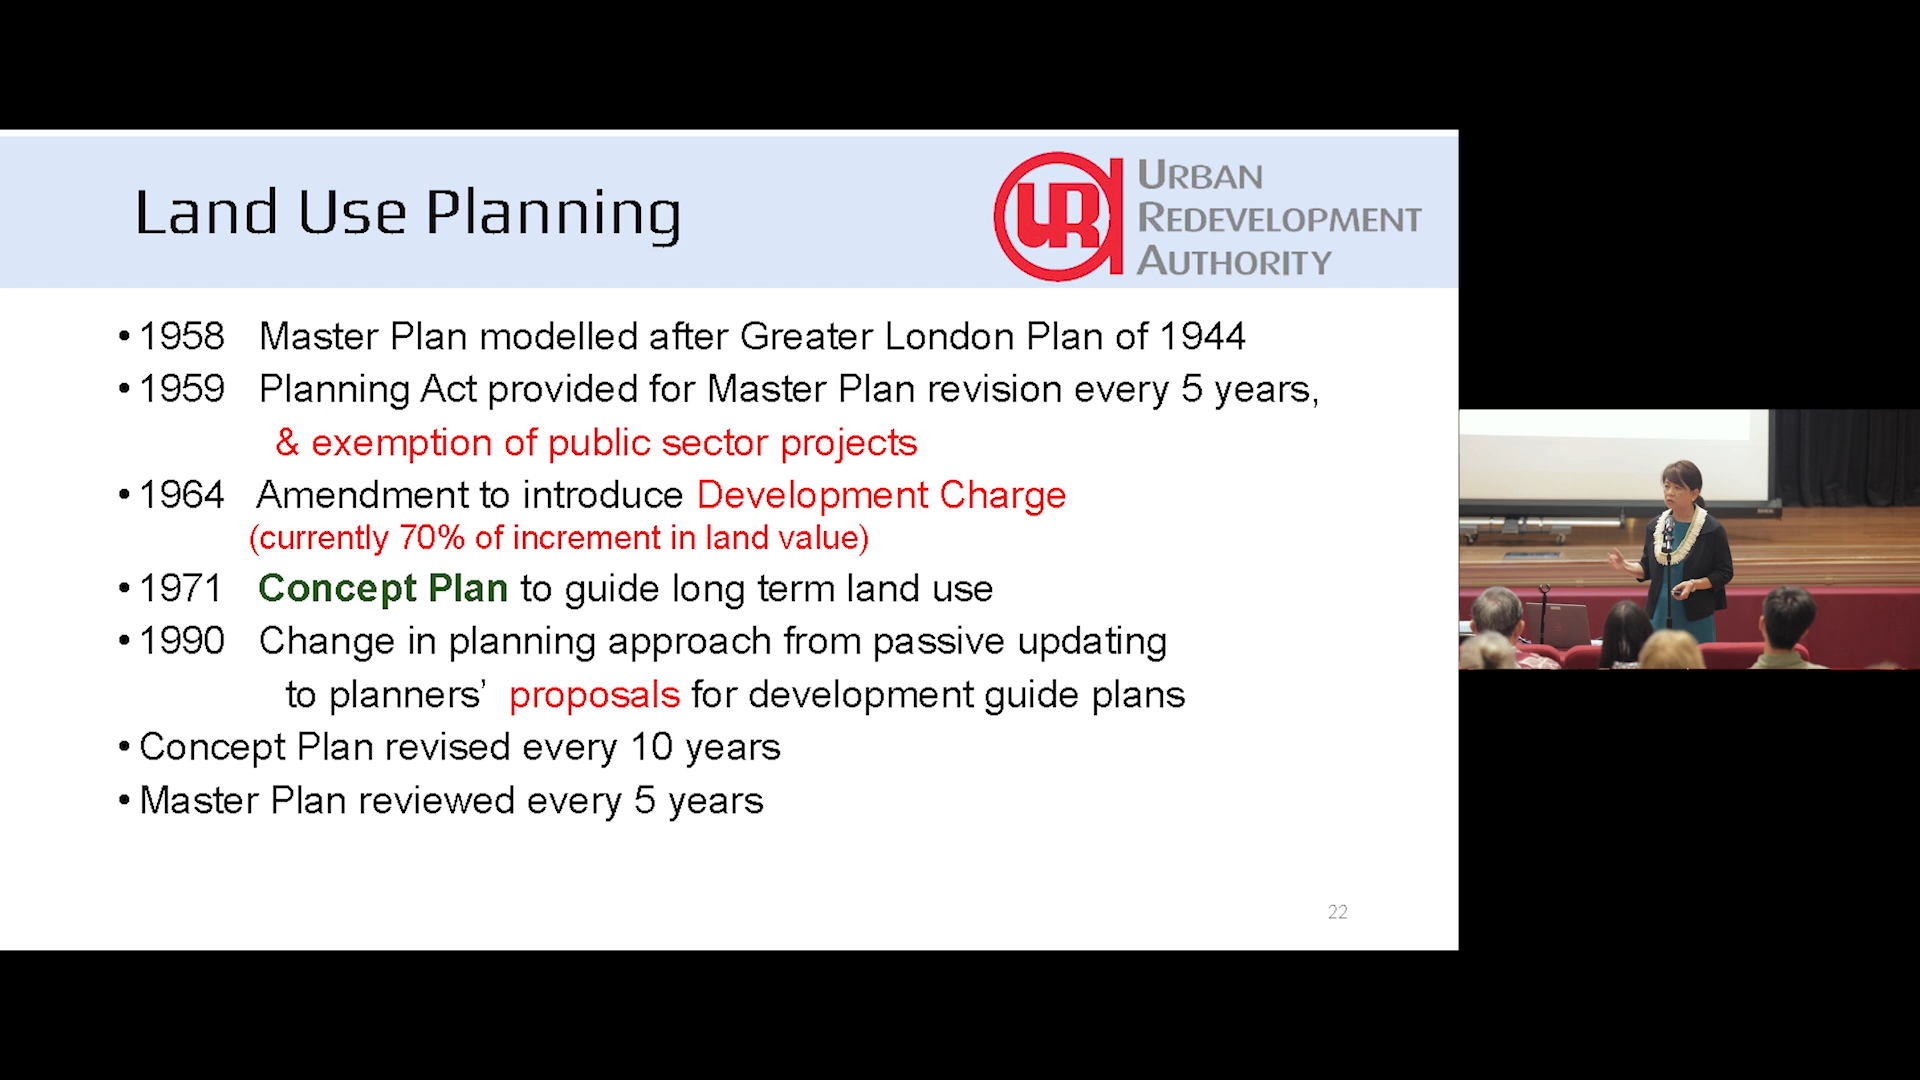 Land Use Planning
URBAN
REDEVELOPMENT
AUTHORITY
• 1958 Master Plan modelled after Greater London Plan of 1944
• 1959 Planning Act provided for Master Plan revision every 5 years,
& exemption of public sector projects
• 1964 Amendment to introduce Development Charge
(currently 70% of increment in land value)
• 1971 Concept Plan to guide long term land use
• 1990 Change in planning approach from passive updating
to planners’ proposals for development guide plans
• Concept Plan revised every 10 years
• Master Plan reviewed every 5 years
22